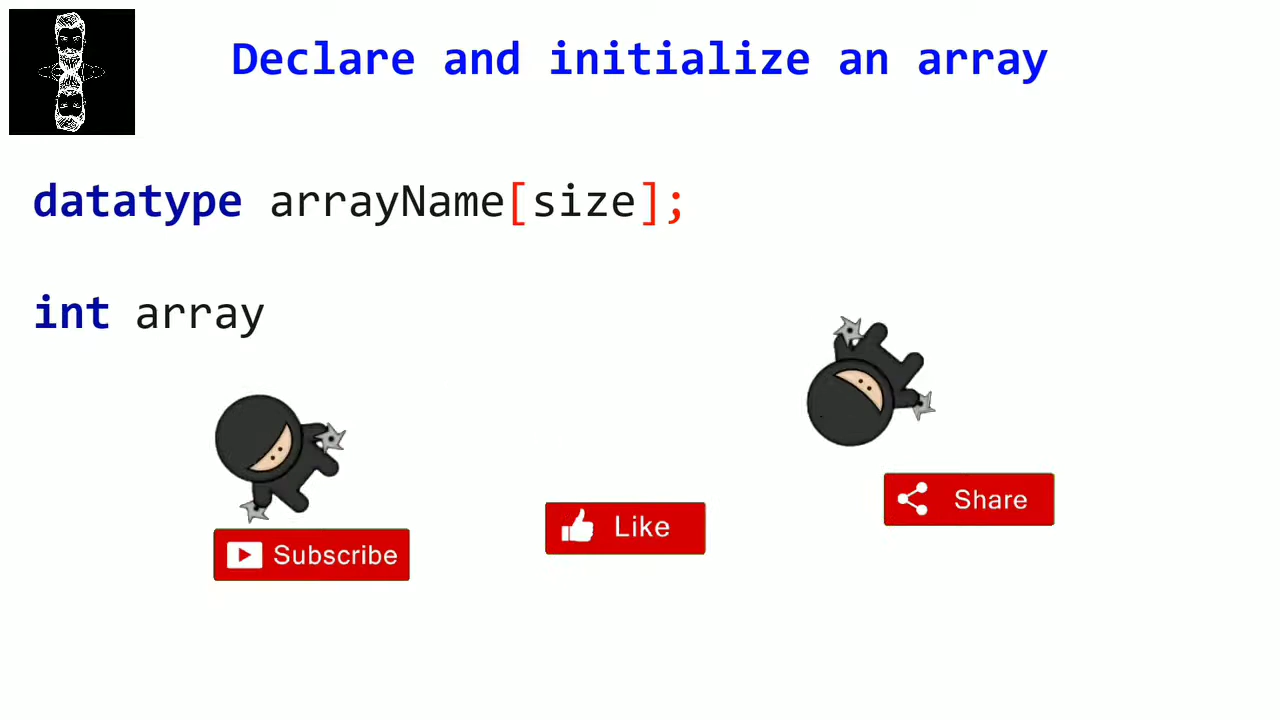 Declare and initialize an array
datatype arrayName[size];
int array
Subscribe
Like
Share